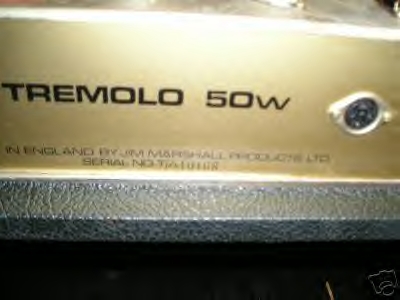 TREMOLO 50W
IN ENGLAND BY JIM MARSHALL PRODUCTS LTD
SERIAL NO